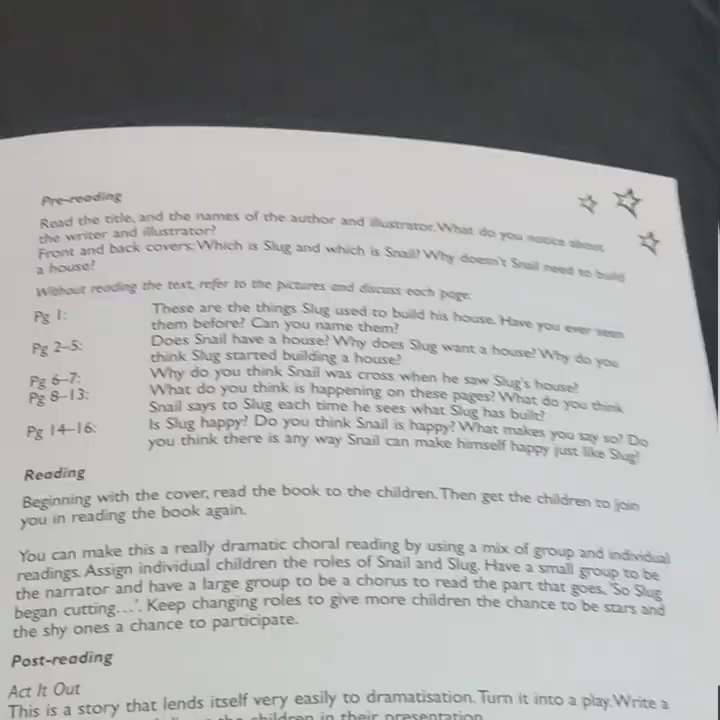 Pre-reading
Read the title, and the names of the author and illustrator. What do you notice about
the writer and illustrator?
Front and back covers: Which is Slug and which is Snail? Why doesn't Snail need to build
a house?
Without reading the text, refer to the pictures and discuss each page.
Pg 1: These are the things Slug used to build his house. Have you ever seen
them before? Can you name them?
Pg 2–5: Does Snail have a house? Why does Slug want a house? Why do you
think Slug started building a house?
Pg 6–7: Why do you think Snail was cross when he saw Slug's house?
Pg 8–13: What do you think is happening on these pages? What do you think
Snail says to Slug each time he sees what Slug has built?
Pg 14–16: Is Slug happy? Do you think Snail is happy? What makes you say so? Do
you think there is any way Snail can make himself happy just like Slug?
Reading
Beginning with the cover, read the book to the children. Then get the children to join
you in reading the book again.
You can make this a really dramatic choral reading by using a mix of group and individual
readings. Assign individual children the roles of Snail and Slug. Have a small group to be
the narrator and have a large group to be a chorus to read the part that goes, 'So Slug
began cutting...'. Keep changing roles to give more children the chance to be stars and
the shy ones a chance to participate.
Post-reading
Act It Out
This is a story that lends itself very easily to dramatisation. Turn it into a play. Write a
the children in their presentation.